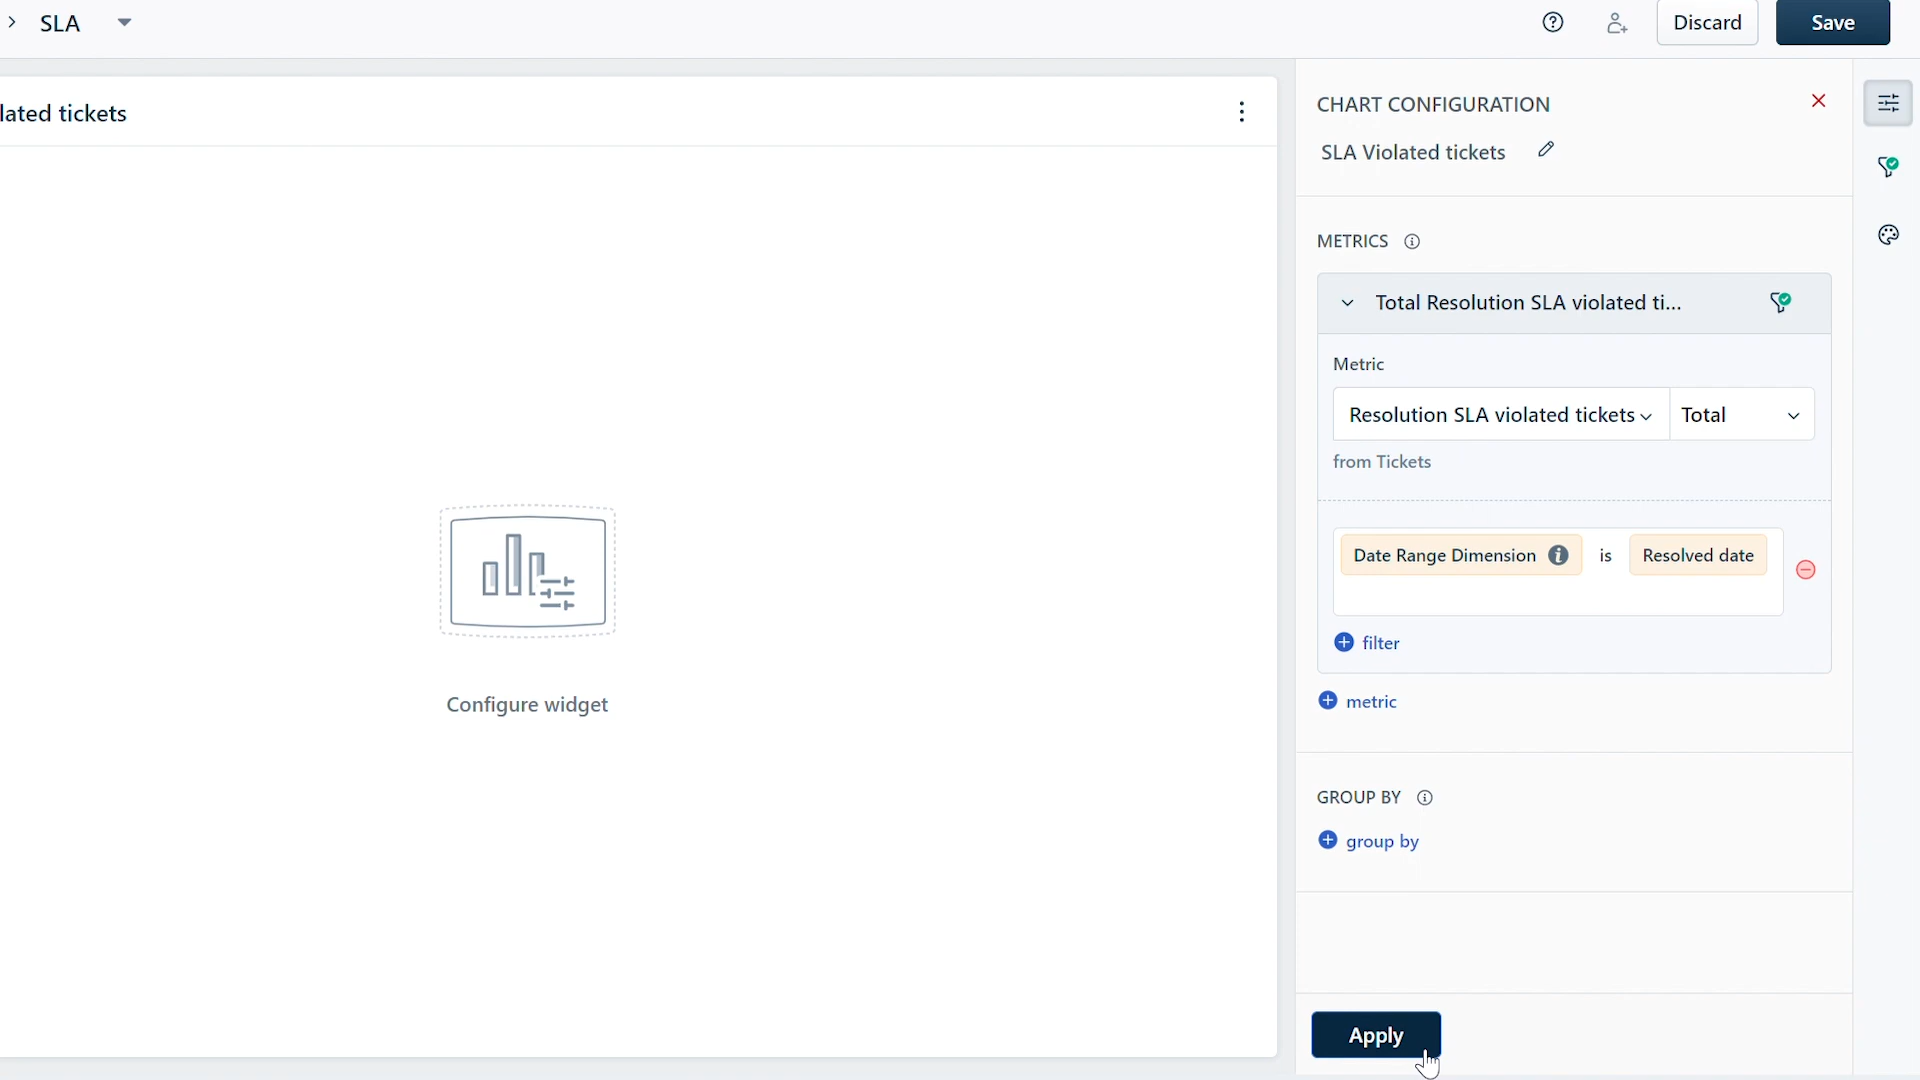 SLA
Discard
Save
lated tickets
CHART CONFIGURATION
SLA Violated tickets
METRICS
Total Resolution SLA violated ti...
Metric
Resolution SLA violated tickets
Total
from Tickets
Date Range Dimension is Resolved date
filter
metric
Configure widget
GROUP BY
group by
Apply